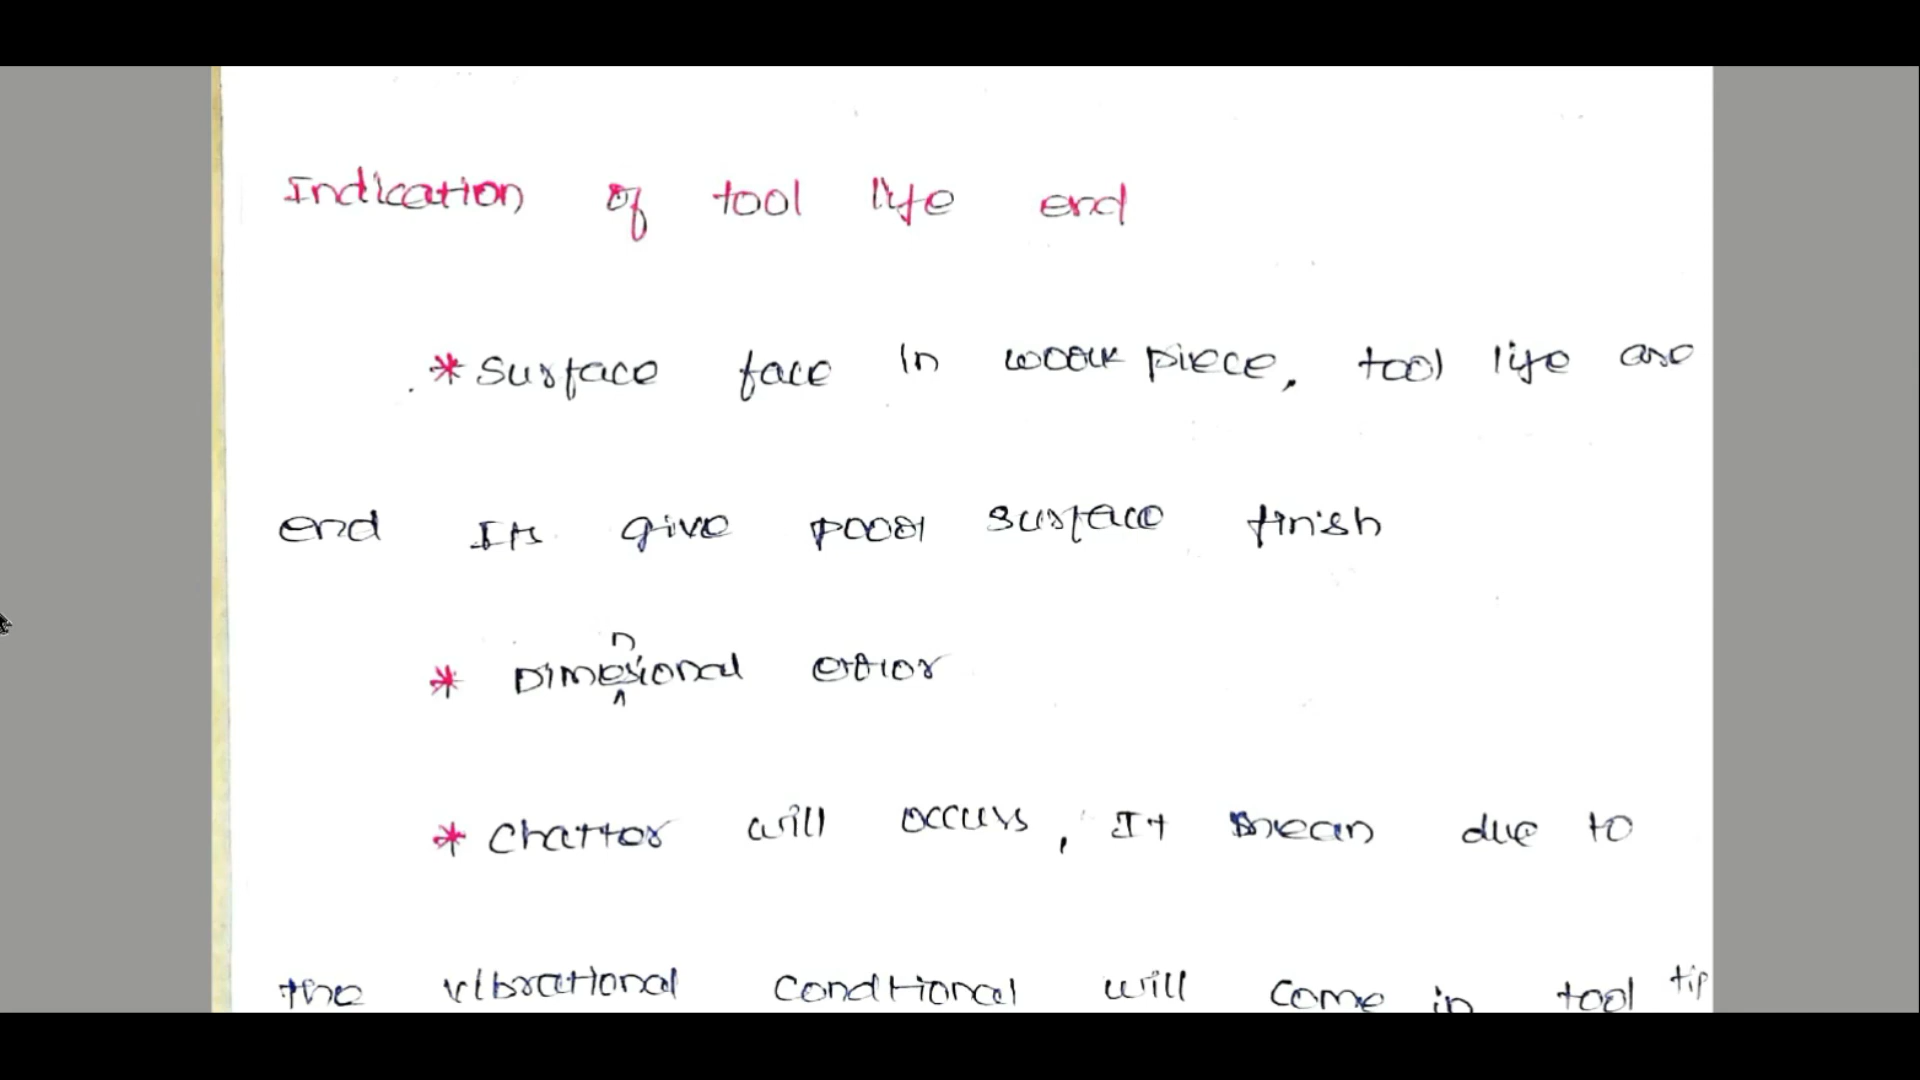 Indication of tool life end
* Surface face in work piece, tool life are
end Its give poor surface finish
* Dimensional error
* Chatter will occurs, It mean due to
the vibrational conditional will come in tool tip